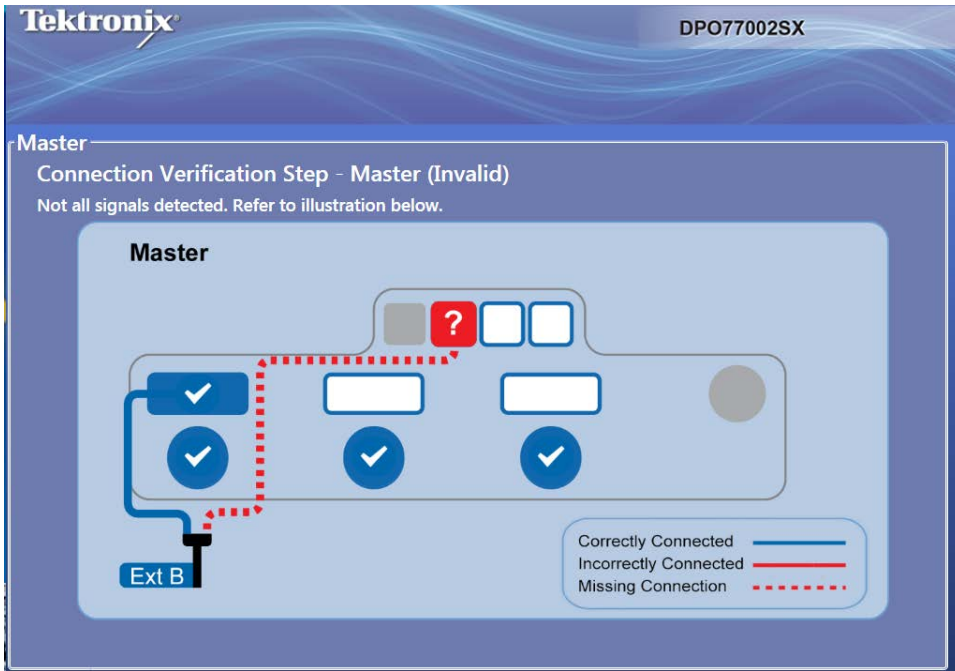 Tektronix
DPO77002SX
Master
Connection Verification Step - Master (Invalid)
Not all signals detected. Refer to illustration below.
Master
?
Ext B
Correctly Connected
Incorrectly Connected
Missing Connection